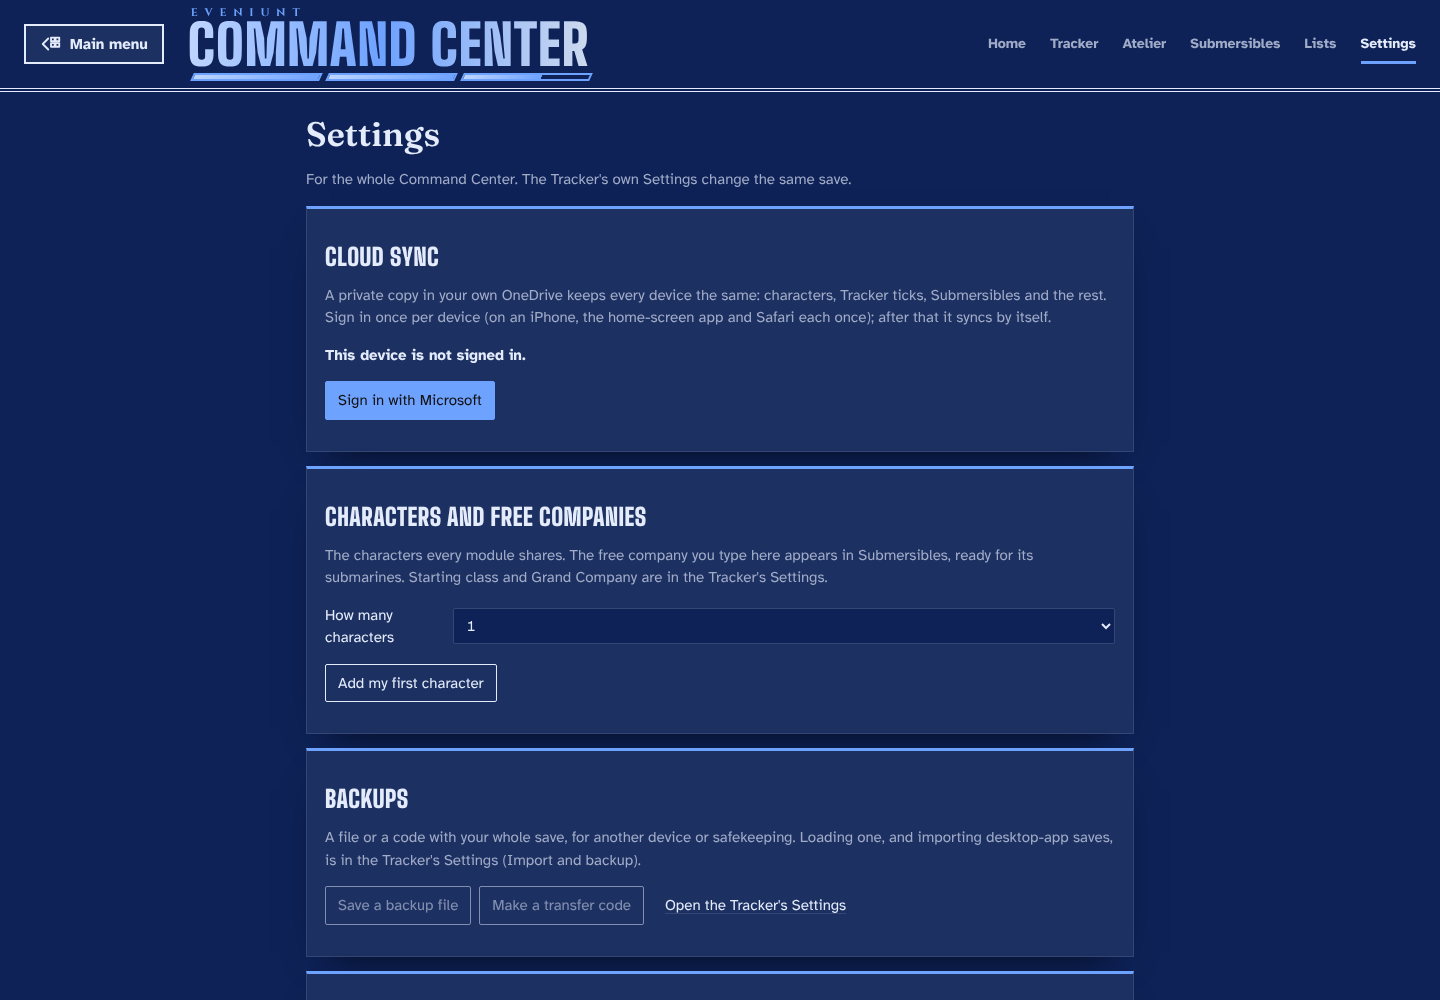 Main menu
EVENIUNT
COMMAND CENTER
Home
Tracker
Atelier
Submersibles
Lists
Settings
Settings
For the whole Command Center. The Tracker's own Settings change the same save.
CLOUD SYNC
A private copy in your own OneDrive keeps every device the same: characters, Tracker ticks, Submersibles and the rest.
Sign in once per device (on an iPhone, the home-screen app and Safari each once); after that it syncs by itself.
This device is not signed in.
Sign in with Microsoft
CHARACTERS AND FREE COMPANIES
The characters every module shares. The free company you type here appears in Submersibles, ready for its
submarines. Starting class and Grand Company are in the Tracker's Settings.
How many
characters
1
Add my first character
BACKUPS
A file or a code with your whole save, for another device or safekeeping. Loading one, and importing desktop-app saves,
is in the Tracker's Settings (Import and backup).
Save a backup file
Make a transfer code
Open the Tracker's Settings